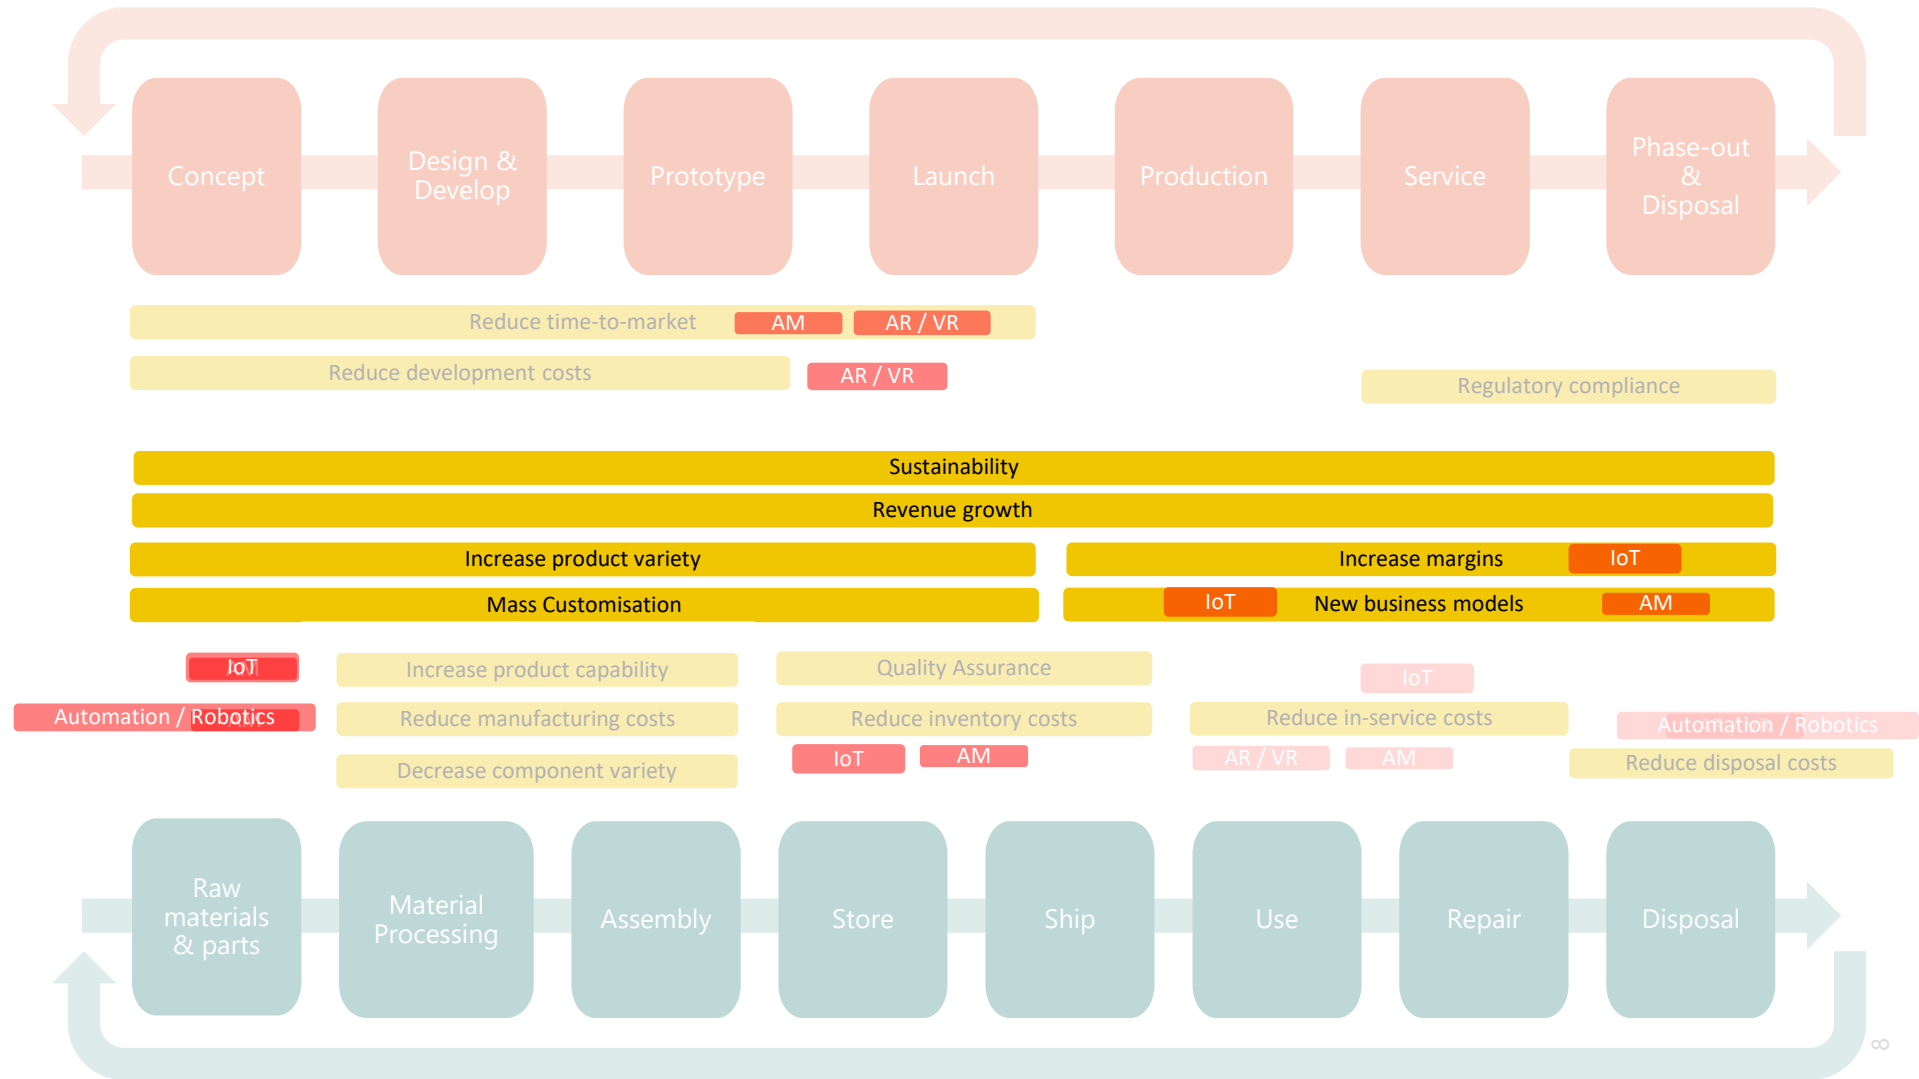 Concept
Design &
Develop
Prototype
Launch
Production
Service
Phase-out
&
Disposal
Reduce time-to-market
AM
AR / VR
Reduce development costs
AR / VR
Regulatory compliance
Sustainability
Revenue growth
Increase product variety
Increase margins
IoT
Mass Customisation
IoT
New business models
AM
IoT
Increase product capability
Quality Assurance
IoT
Automation / Robotics
Reduce manufacturing costs
Reduce inventory costs
Reduce in-service costs
Automation / Robotics
Decrease component variety
IoT
AM
AR / VR
AM
Reduce disposal costs
Raw
materials
& parts
Material
Processing
Assembly
Store
Ship
Use
Repair
Disposal
8